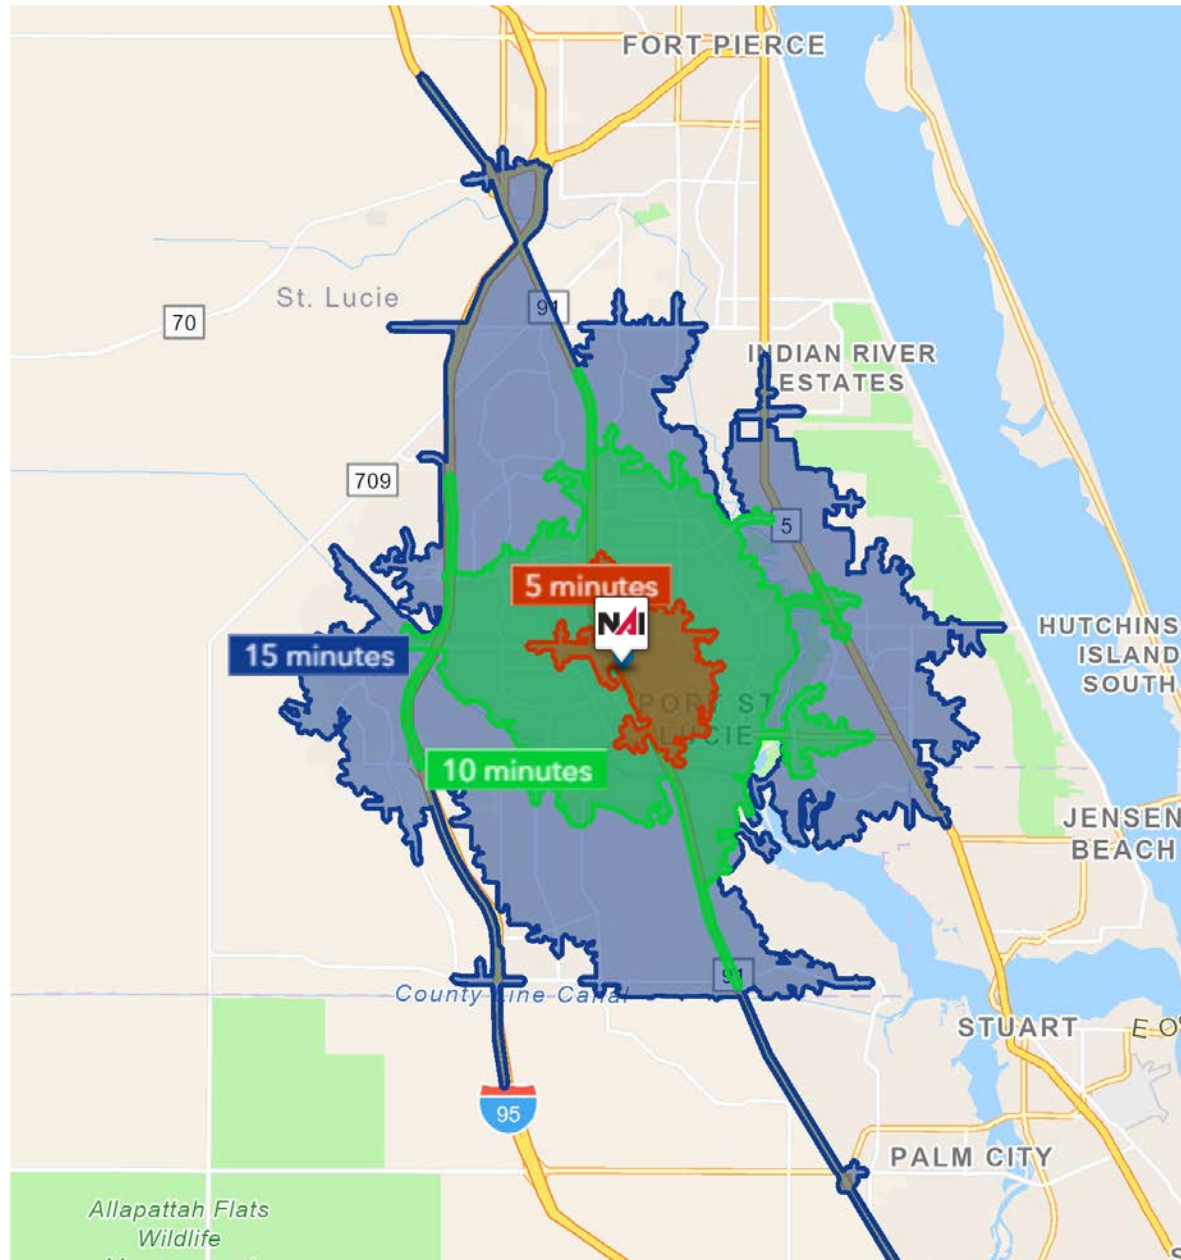 FORT PIERCE
St. Lucie
91
70
INDIAN RIVER
ESTATES
709
5
5 minutes
NAI
HUTCHINS
ISLAND
SOUTH
15 minutes
PORT ST
LUCIE
10 minutes
JENSEN
BEACH
91
County Line Canal
STUART
E O
95
PALM CITY
Allapattah Flats
Wildlife